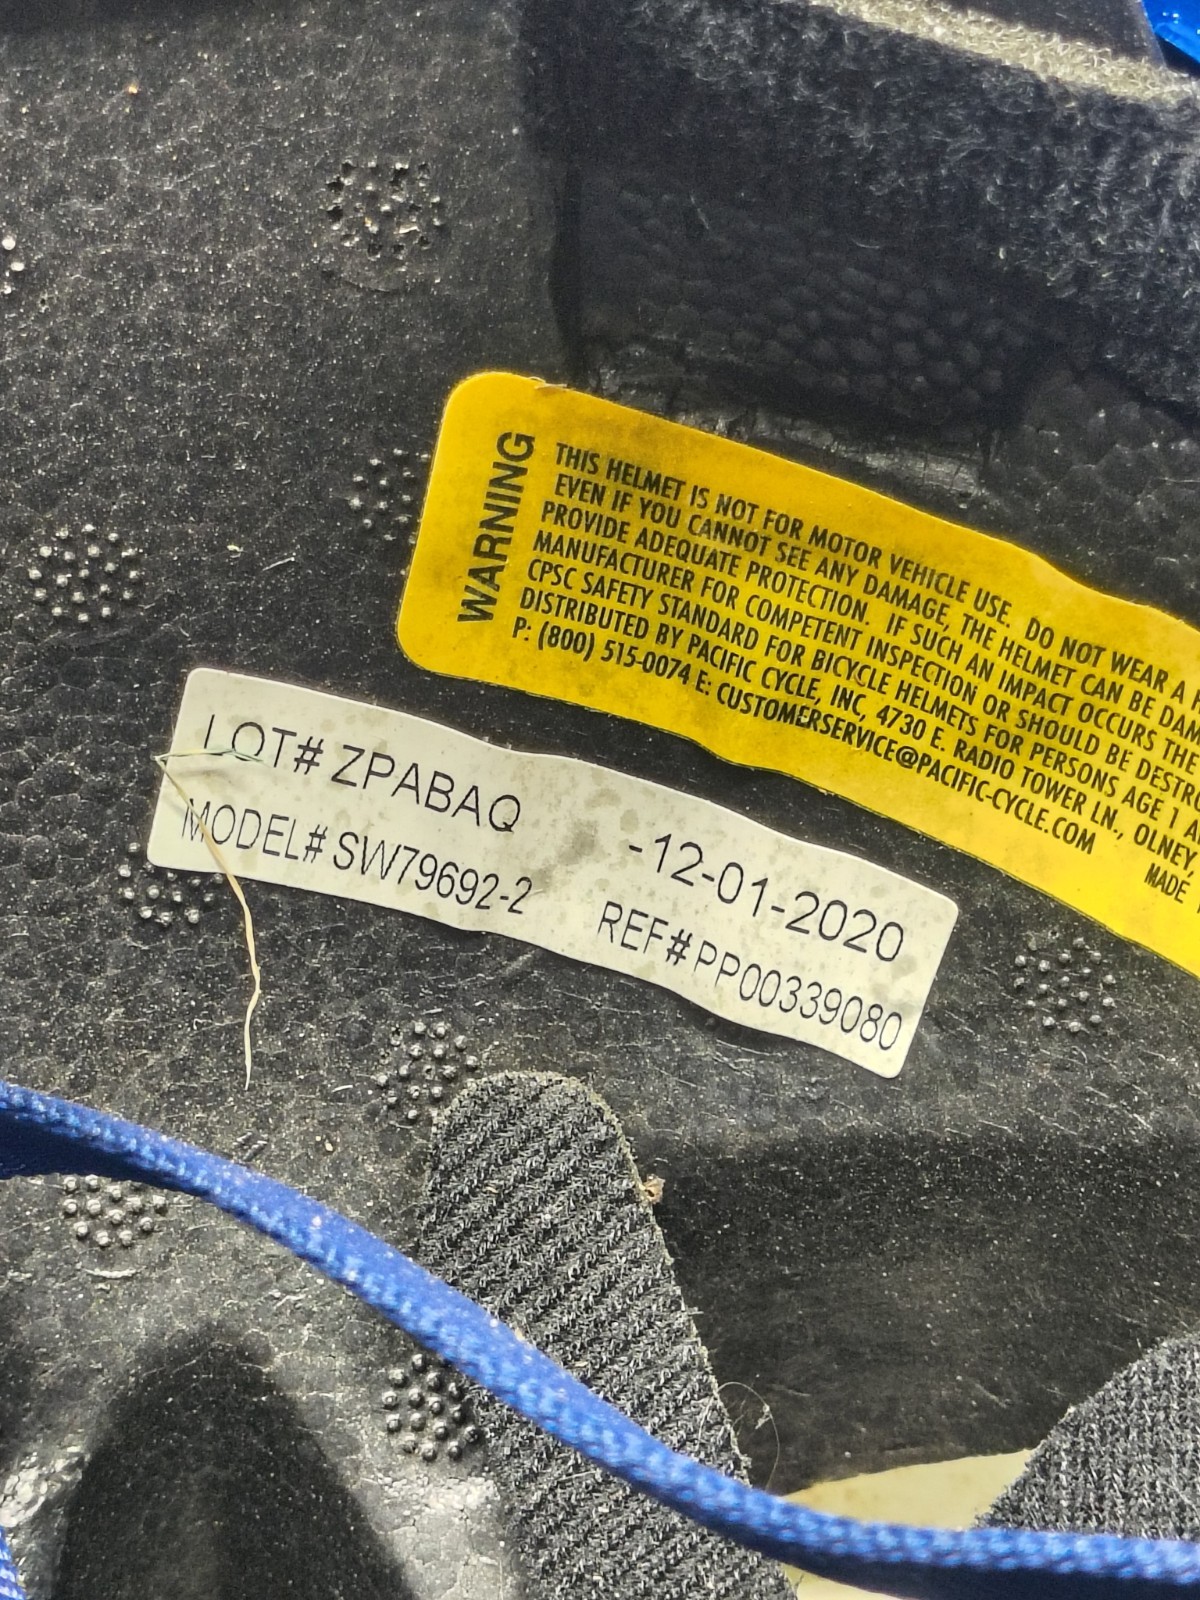 WARNING
THIS HELMET IS NOT FOR MOTOR VEHICLE USE. DO NOT WEAR A
EVEN IF YOU CANNOT SEE ANY DAMAGE, THE HELMET CAN BE DAM
PROVIDE ADEQUATE PROTECTION. IF SUCH AN IMPACT OCCURS THE
MANUFACTURER FOR COMPETENT INSPECTION OR SHOULD BE DESTRO
CPSC SAFETY STANDARD FOR BICYCLE HELMETS FOR PERSONS AGE 1 A
DISTRIBUTED BY PACIFIC CYCLE, INC, 4730 E. RADIO TOWER LN., OLNEY,
P: (800) 515-0074 E: CUSTOMERSERVICE@PACIFIC-CYCLE.COM MADE
LOT# ZPABAQ -12-01-2020
MODEL# SW79692-2 REF# PP00339080